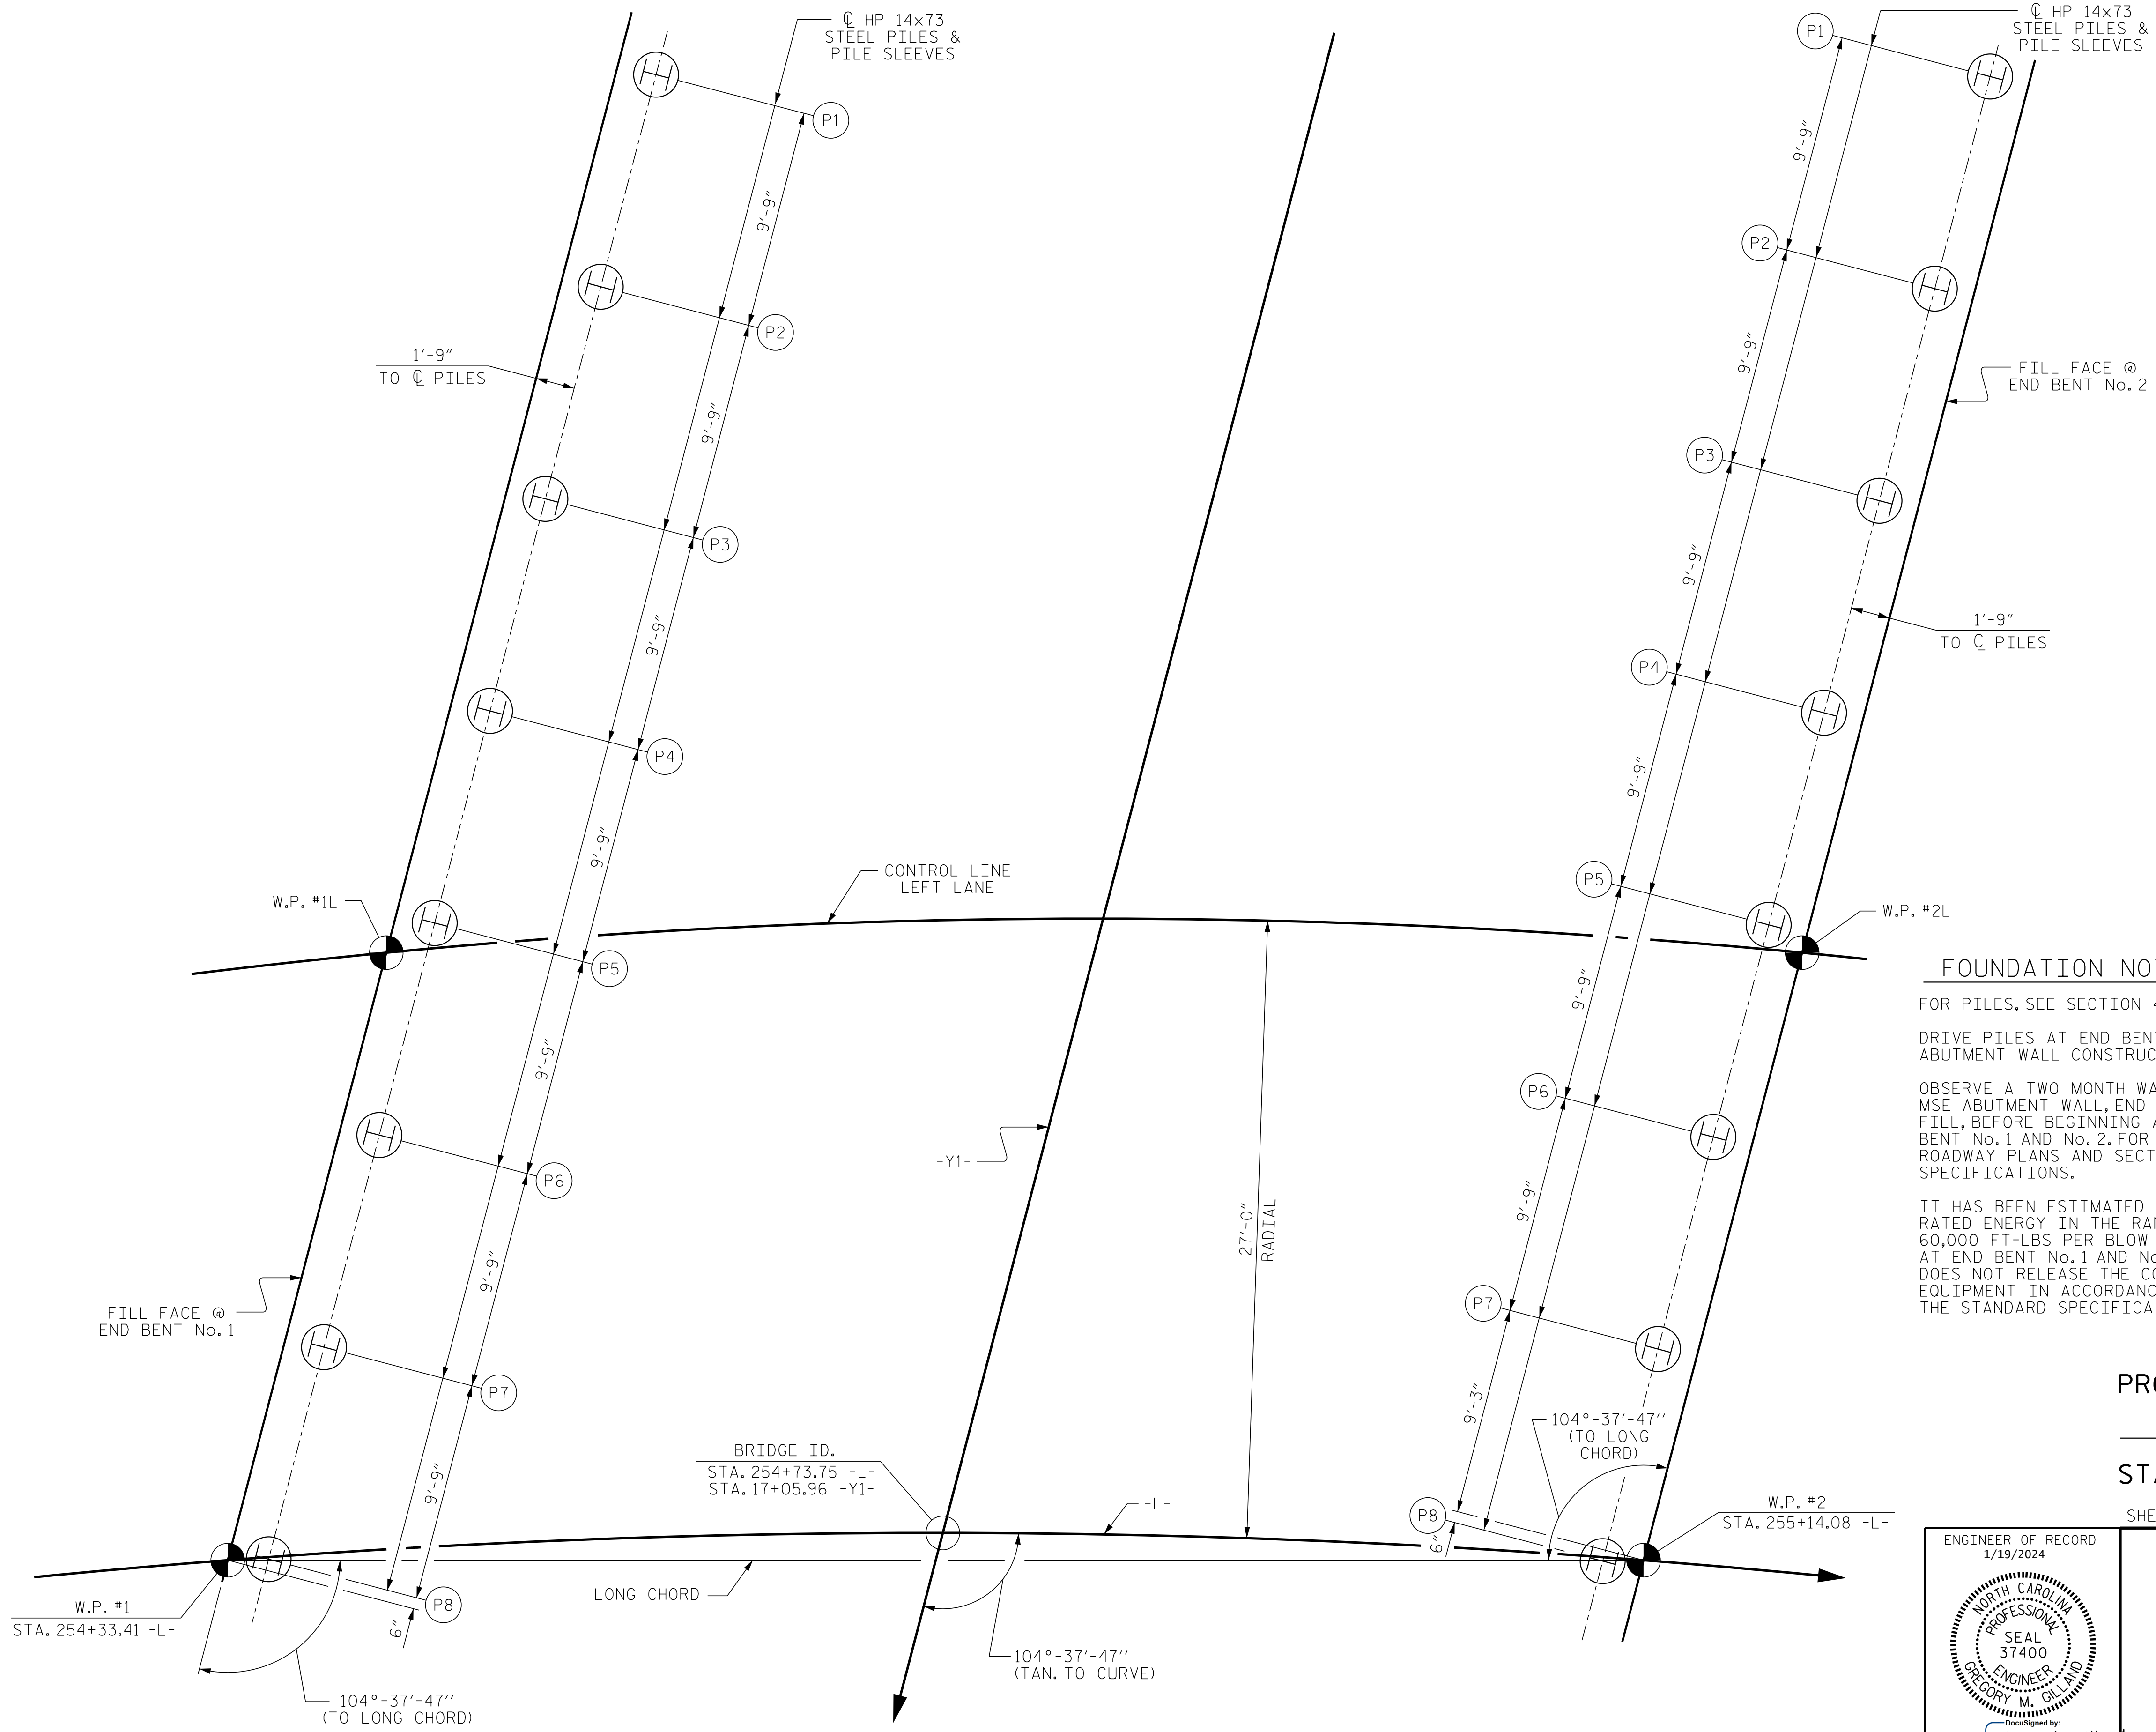 ℄ HP 14x73
STEEL PILES &
PILE SLEEVES
P1
9'-9"
P2
9'-9"
P3
9'-9"
P4
9'-9"
P5
9'-9"
P6
9'-9"
P7
9'-9"
P8
6"
1'-9"
TO ℄ PILES
W.P. #1L
FILL FACE @
END BENT No. 1
W.P. #1
STA. 254+33.41 -L-
104°-37'-47''
(TO LONG CHORD)
CONTROL LINE
LEFT LANE
-Y1-
27'-0"
RADIAL
BRIDGE ID.
STA. 254+73.75 -L-
STA. 17+05.96 -Y1-
-L-
LONG CHORD
104°-37'-47''
(TAN. TO CURVE)
℄ HP 14x73
STEEL PILES &
PILE SLEEVES
P1
9'-9"
P2
9'-9"
P3
9'-9"
P4
9'-9"
P5
9'-9"
P6
9'-9"
P7
9'-3"
P8
6"
FILL FACE @
END BENT No. 2
1'-9"
TO ℄ PILES
W.P. #2L
104°-37'-47''
(TO LONG
CHORD)
W.P. #2
STA. 255+14.08 -L-
FOUNDATION NO
FOR PILES, SEE SECTION
DRIVE PILES AT END BENT
ABUTMENT WALL CONSTRUC
OBSERVE A TWO MONTH WA
MSE ABUTMENT WALL, END
FILL, BEFORE BEGINNING A
BENT No. 1 AND No. 2. FOR
ROADWAY PLANS AND SECT
SPECIFICATIONS.
IT HAS BEEN ESTIMATED
RATED ENERGY IN THE RAN
60,000 FT-LBS PER BLOW
AT END BENT No. 1 AND No
DOES NOT RELEASE THE CO
EQUIPMENT IN ACCORDANC
THE STANDARD SPECIFICA
PRO
STA
SHE
ENGINEER OF RECORD
1/19/2024
NORTH CAROLINA
PROFESSIONAL
SEAL
37400
ENGINEER
GREGORY M. GILLAND
DocuSigned by: